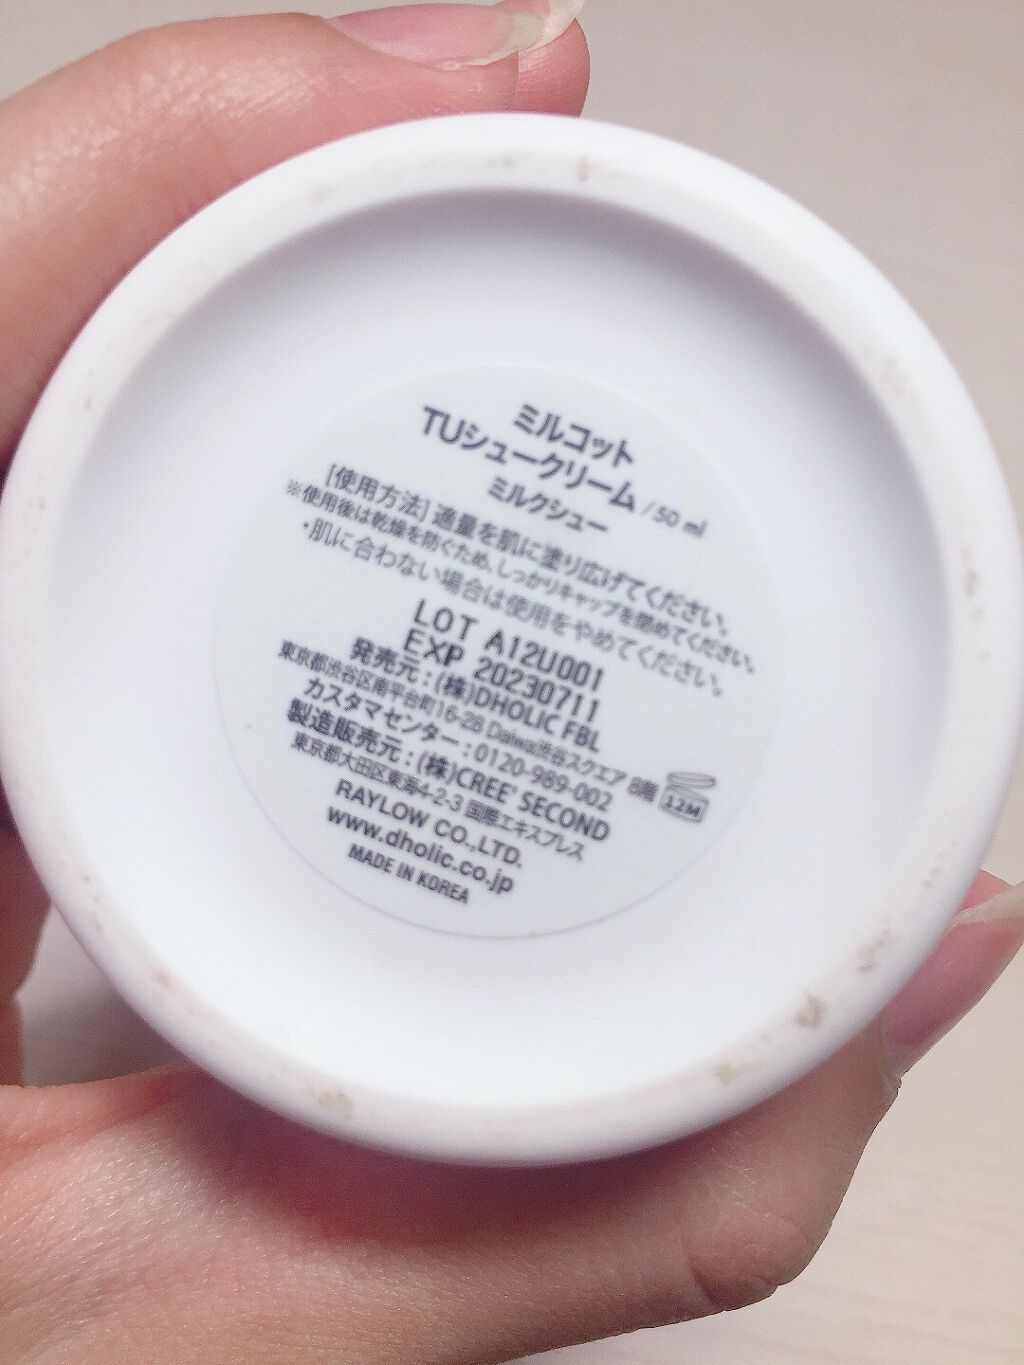 ミルコット
TUシュークリーム / 50 ml
ミルクシュー
[使用方法] 適量を肌に塗り広げてください。
※使用後は乾燥を防ぐため、しっかりキャップを閉めてください。
・肌に合わない場合は使用をやめてください。
LOT A12U001
EXP 20230711
発売元：(株)DHOLIC FBL
東京都渋谷区南平台町16-28 Daiwa渋谷スクエア 8階
カスタマセンター：0120-989-002
製造販売元：(株)CREE' SECOND
東京都大田区東海4-2-3 国際エキスプレス
RAYLOW CO.,LTD.
www.dholic.co.jp
MADE IN KOREA
12M